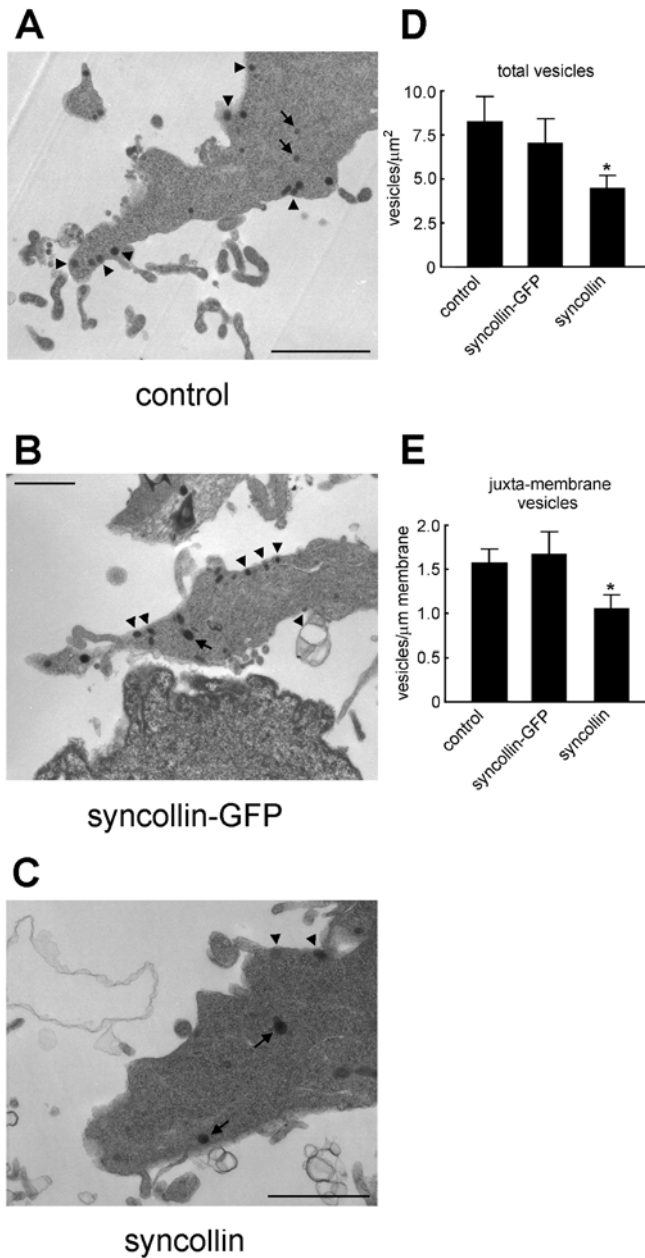 A
control
B
syncollin-GFP
C
syncollin
D
total vesicles
vesicles/μm²
10.0
7.5
5.0
2.5
0
*
control
syncollin-GFP
syncollin
E
juxta-membrane
vesicles
vesicles/μm membrane
2.0
1.5
1.0
1.5
0
*
control
syncollin-GFP
syncollin